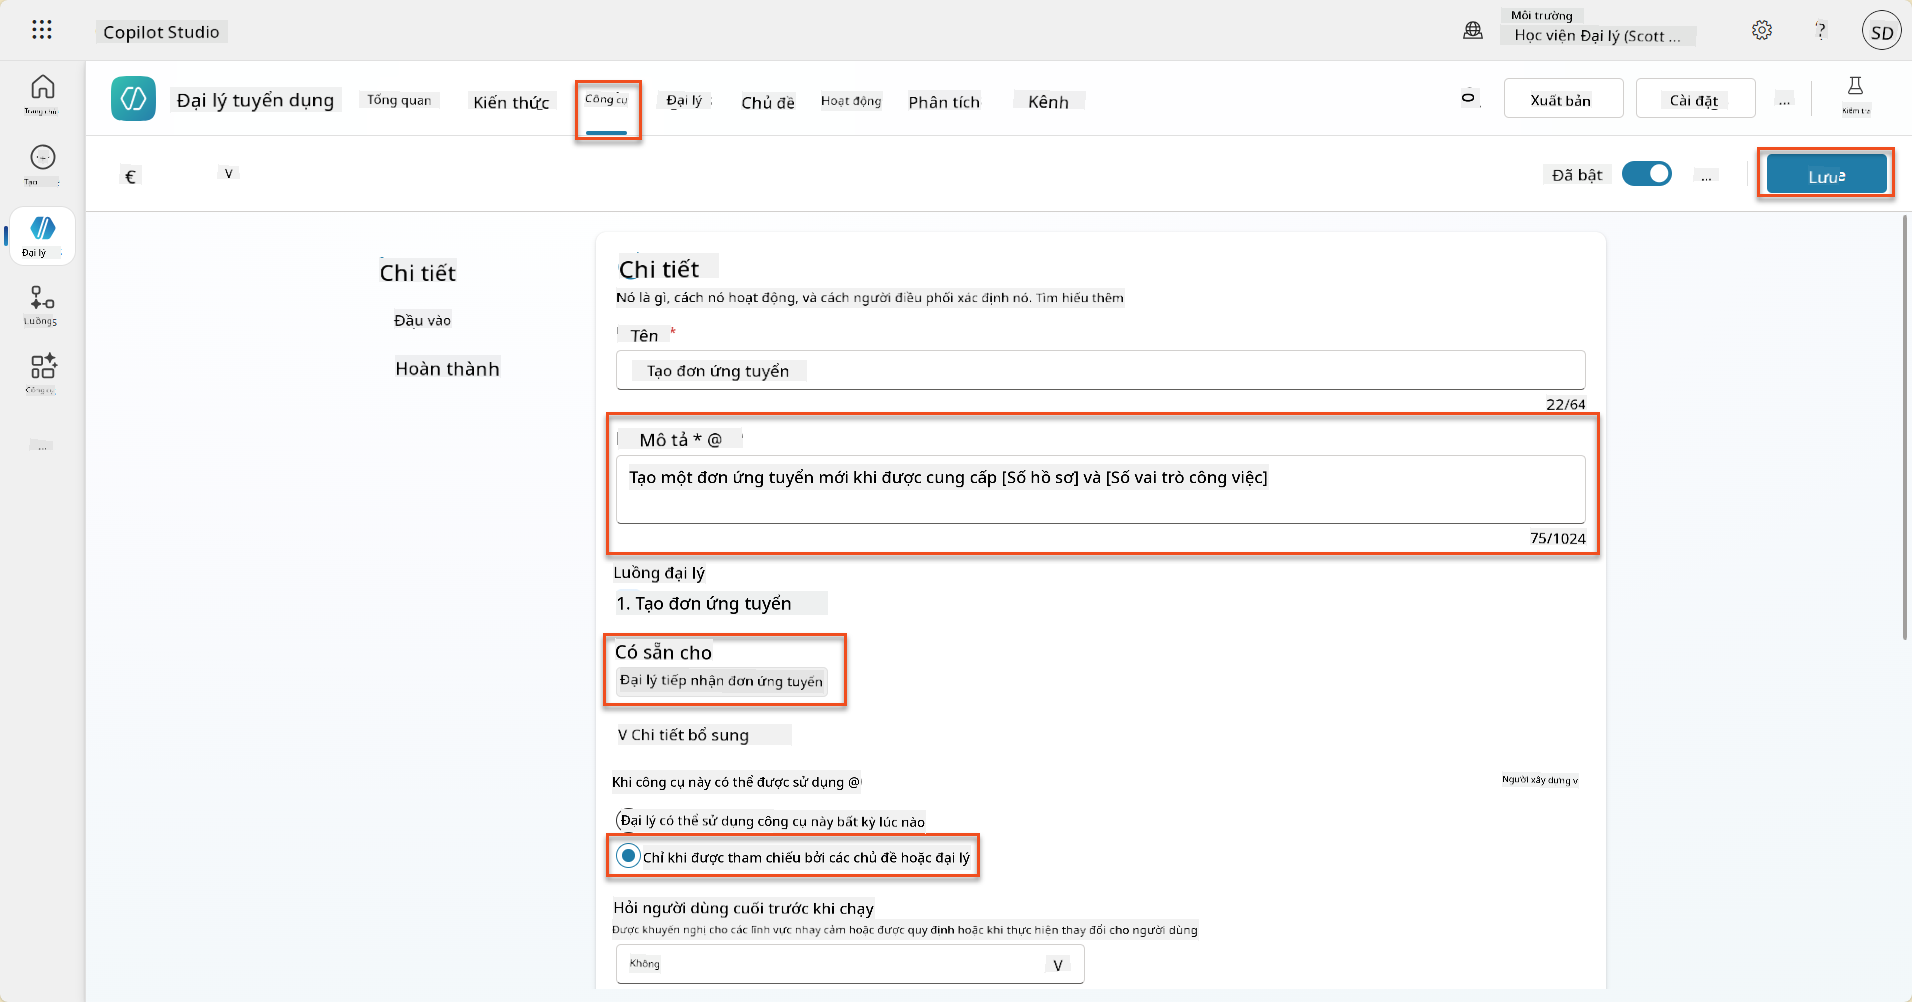 Copilot Studio
Môi trường
Học viện Đại lý (Scott ...
?
SD
Trang chủ
Tạo
Đại lý
Luồng
Công cụ
...
Đại lý tuyển dụng
Tổng quan
Kiến thức
Công cụ
Đại lý
Chủ đề
Hoạt động
Phân tích
Kênh
Xuất bản
Cài đặt
...
Kiểm tra
€
V
Đã bật
...
Lưu
Chi tiết
Đầu vào
Hoàn thành
Chi tiết
Nó là gì, cách nó hoạt động, và cách người điều phối xác định nó. Tìm hiểu thêm
Tên *
Tạo đơn ứng tuyển
22/64
Mô tả * @
Tạo một đơn ứng tuyển mới khi được cung cấp [Số hồ sơ] và [Số vai trò công việc]
75/1024
Luồng đại lý
1. Tạo đơn ứng tuyển
Có sẵn cho
Đại lý tiếp nhận đơn ứng tuyển
V Chi tiết bổ sung
Khi công cụ này có thể được sử dụng @
Người xây dựng v
Đại lý có thể sử dụng công cụ này bất kỳ lúc nào
Chỉ khi được tham chiếu bởi các chủ đề hoặc đại lý
Hỏi người dùng cuối trước khi chạy
Được khuyến nghị cho các lĩnh vực nhạy cảm hoặc được quy định hoặc khi thực hiện thay đổi cho người dùng
Không
V